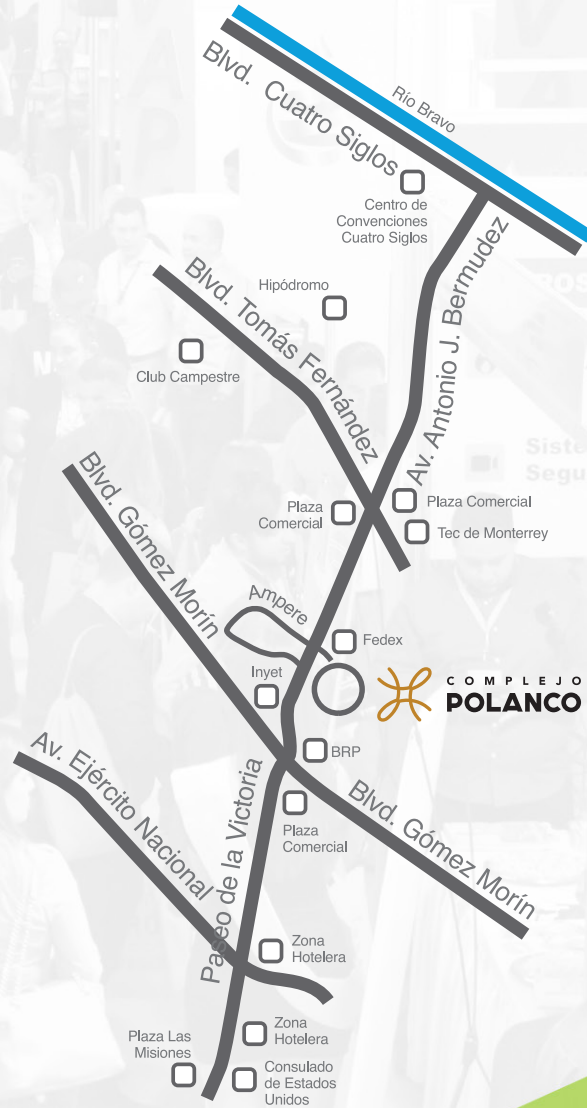 Río Bravo
Blvd. Cuatro Siglos
Centro de
Convenciones
Cuatro Siglos
Av. Antonio J. Bermudez
Hipódromo
Blvd. Tomás Fernández
Club Campestre
Plaza
Comercial
Plaza Comercial
Tec de Monterrey
Blvd. Gómez Morín
Ampere
Fedex
Inyet
COMPLEJO
POLANCO
BRP
Av. Ejército Nacional
Paseo de la Victoria
Plaza
Comercial
Blvd. Gómez Morín
Zona
Hotelera
Zona
Hotelera
Plaza Las
Misiones
Consulado
de Estados
Unidos
Siste
Segu